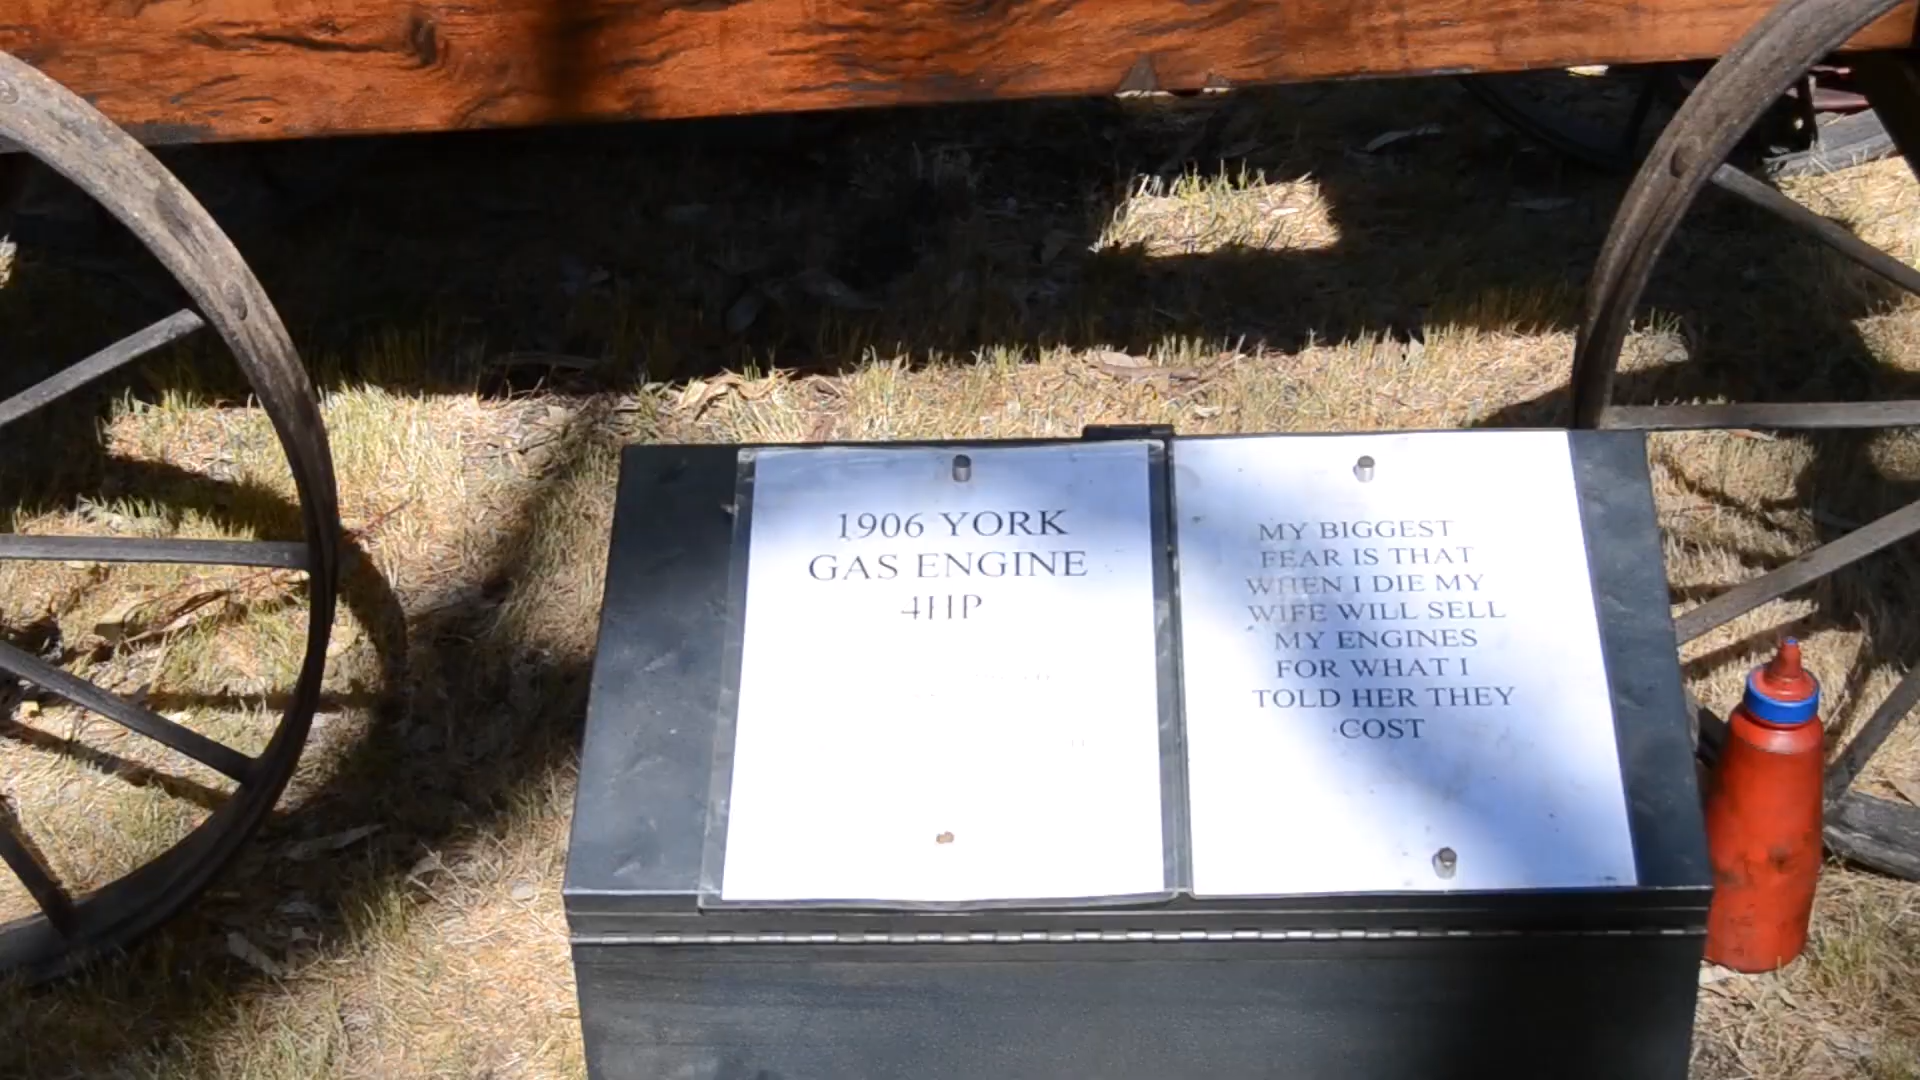 1906 YORK
GAS ENGINE
4HP
MY BIGGEST
FEAR IS THAT
WHEN I DIE MY
WIFE WILL SELL
MY ENGINES
FOR WHAT I
TOLD HER THEY
COST